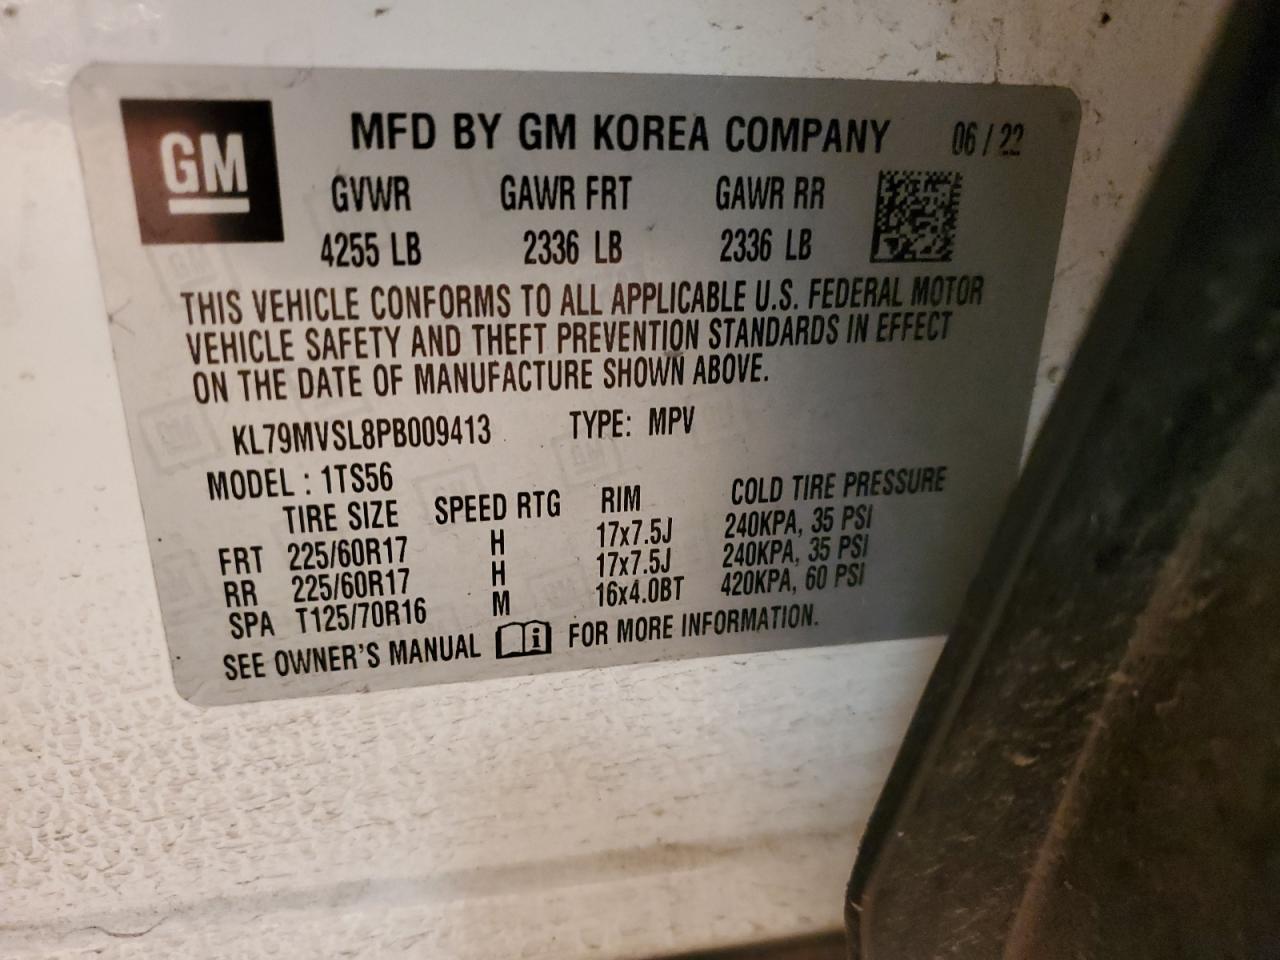 GM
MFD BY GM KOREA COMPANY 06 / 22
GVWR GAWR FRT GAWR RR
4255 LB 2336 LB 2336 LB
THIS VEHICLE CONFORMS TO ALL APPLICABLE U.S. FEDERAL MOTOR
VEHICLE SAFETY AND THEFT PREVENTION STANDARDS IN EFFECT
ON THE DATE OF MANUFACTURE SHOWN ABOVE.
KL79MVSL8PB009413 TYPE: MPV
MODEL : 1TS56
TIRE SIZE SPEED RTG RIM COLD TIRE PRESSURE
FRT 225/60R17 H 17x7.5J 240KPA, 35 PSI
RR 225/60R17 H 17x7.5J 240KPA, 35 PSI
SPA T125/70R16 M 16x4.0BT 420KPA, 60 PSI
SEE OWNER'S MANUAL FOR MORE INFORMATION.